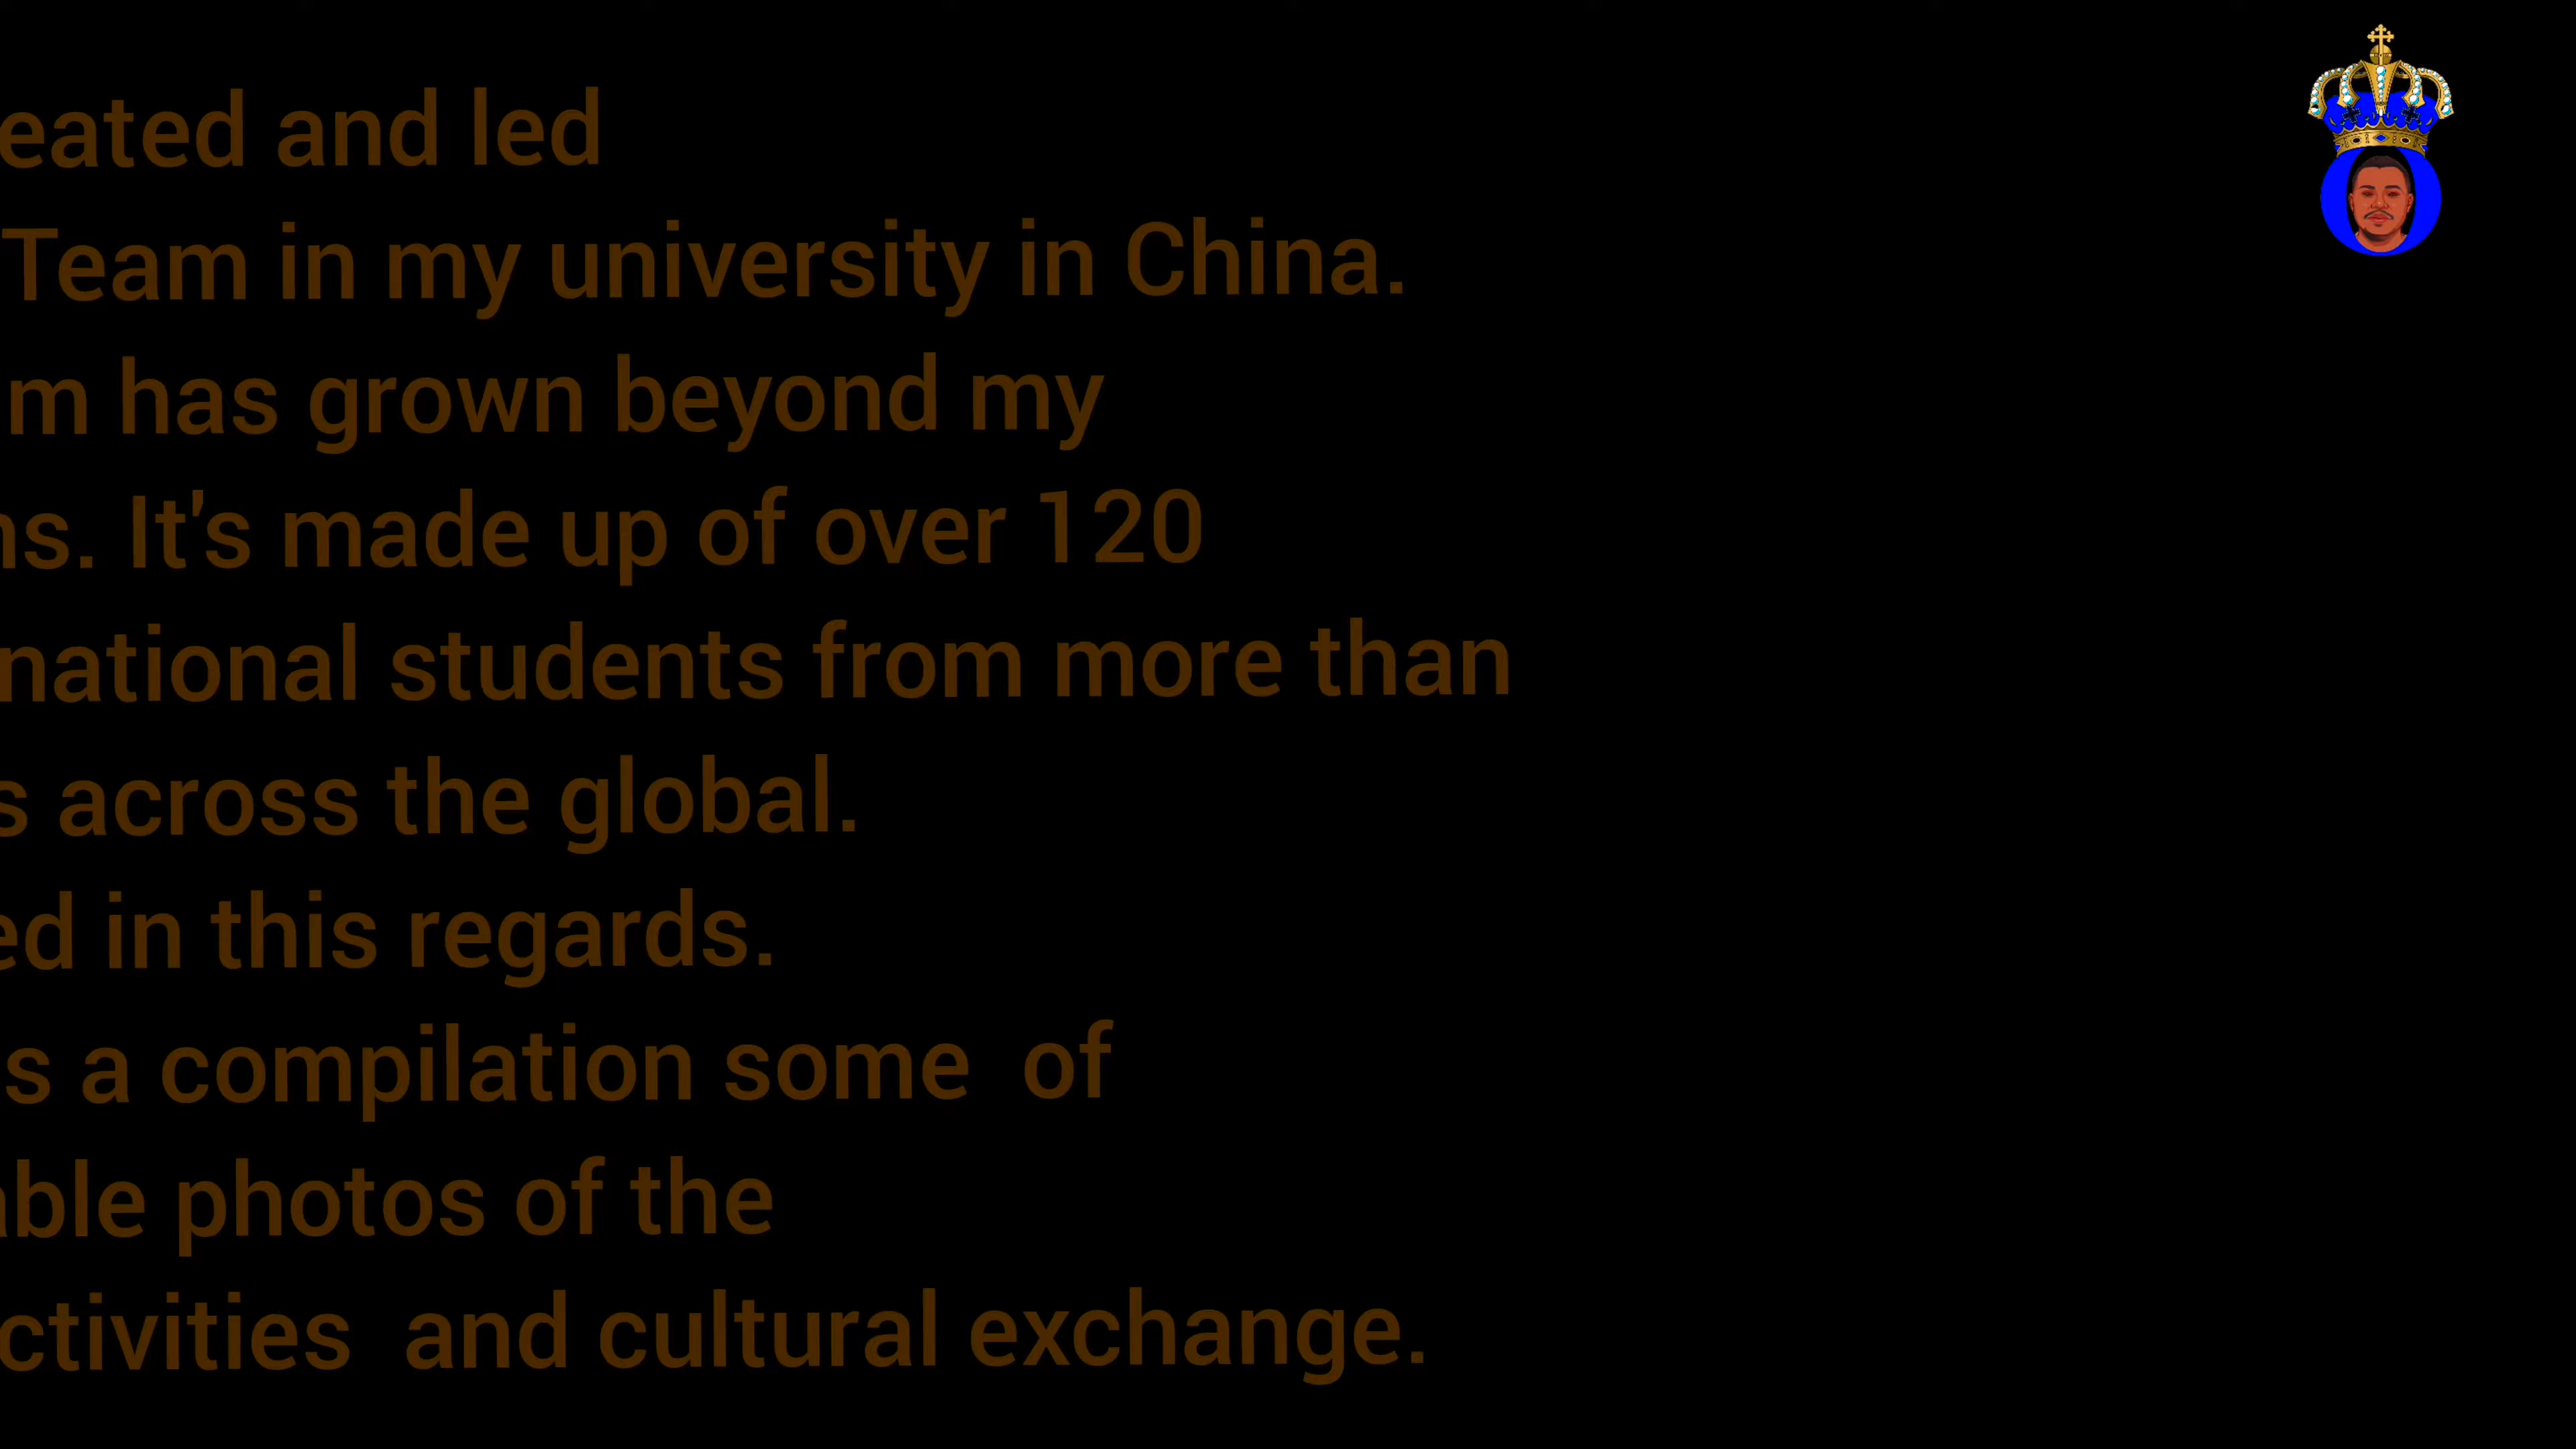 eated and led
Team in my university in China.
m has grown beyond my
ns. It's made up of over 120
national students from more than
s across the global.
ed in this regards.
s a compilation some of
able photos of the
ctivities and cultural exchange.